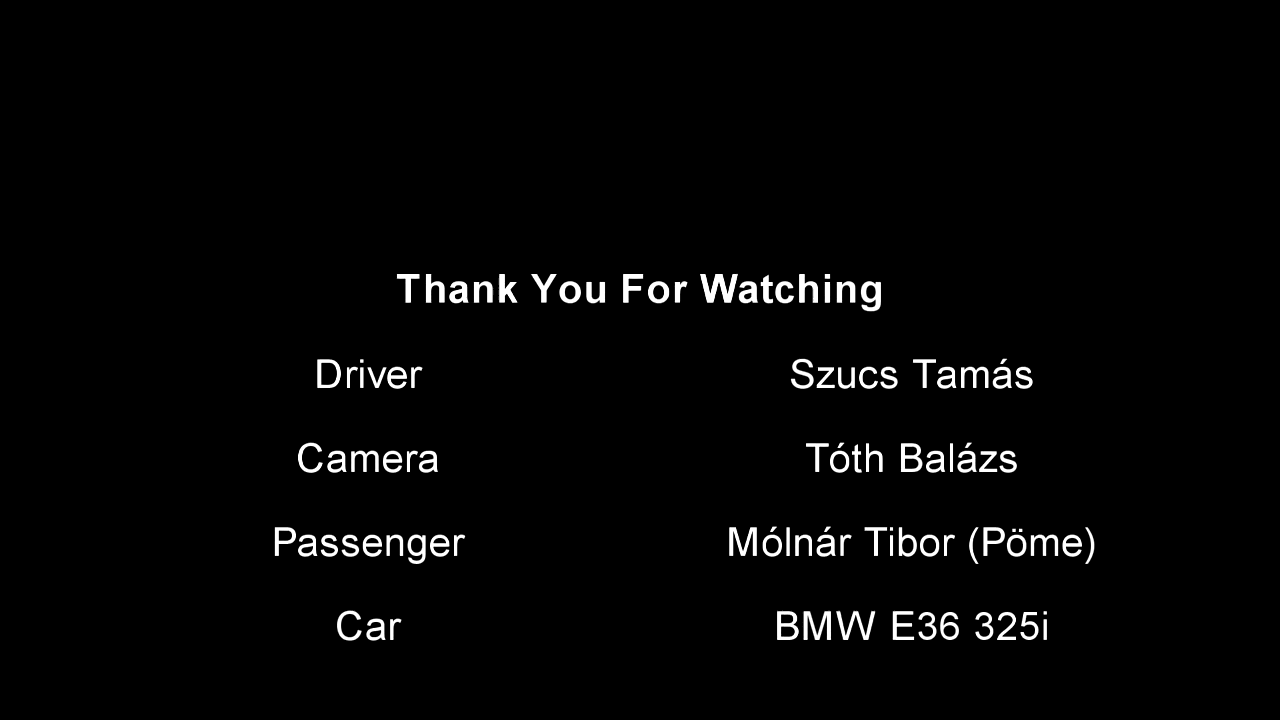 Thank You For Watching
Driver Szucs Tamás
Camera Tóth Balázs
Passenger Mólnár Tibor (Pöme)
Car BMW E36 325i